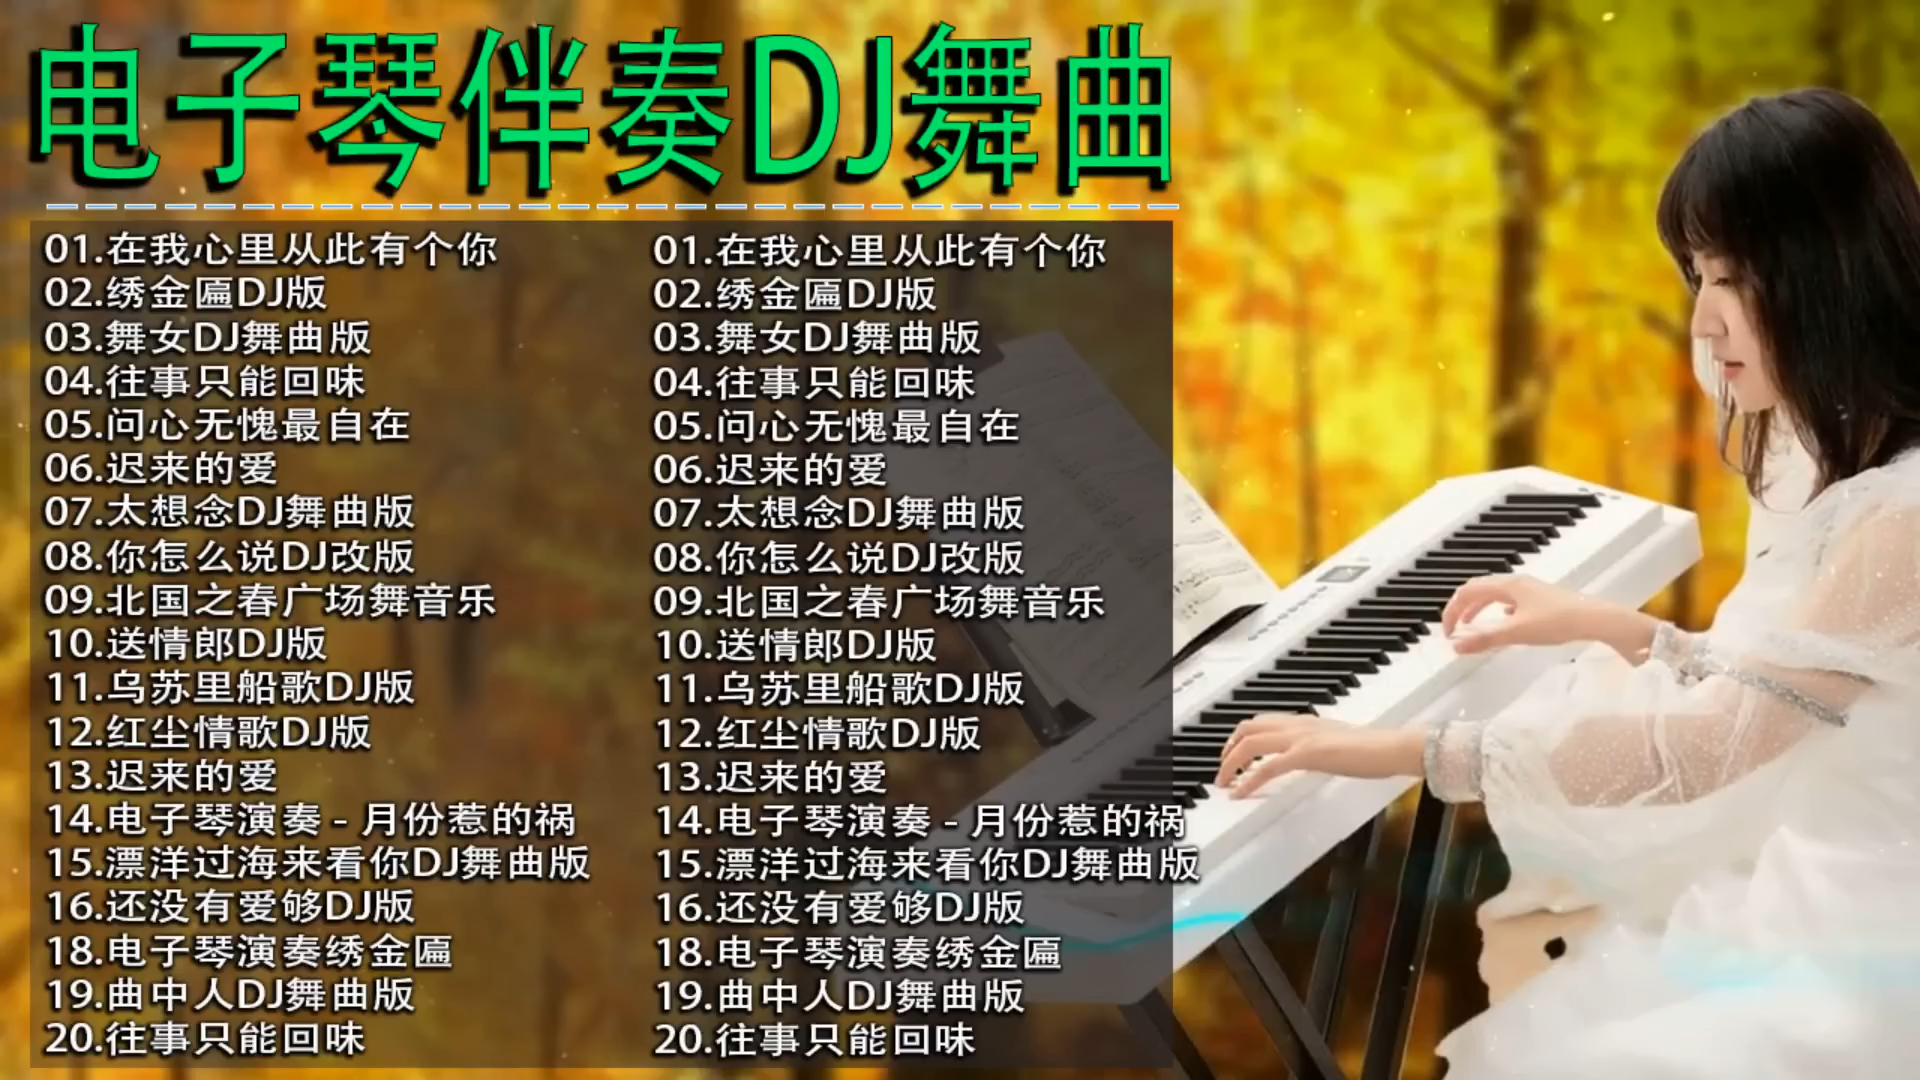 电子琴伴奏DJ舞曲
01.在我心里从此有个你
02.绣金匾DJ版
03.舞女DJ舞曲版
04.往事只能回味
05.问心无愧最自在
06.迟来的爱
07.太想念DJ舞曲版
08.你怎么说DJ改版
09.北国之春广场舞音乐
10.送情郎DJ版
11.乌苏里船歌DJ版
12.红尘情歌DJ版
13.迟来的爱
14.电子琴演奏 - 月份惹的祸
15.漂洋过海来看你DJ舞曲版
16.还没有爱够DJ版
18.电子琴演奏绣金匾
19.曲中人DJ舞曲版
20.往事只能回味
01.在我心里从此有个你
02.绣金匾DJ版
03.舞女DJ舞曲版
04.往事只能回味
05.问心无愧最自在
06.迟来的爱
07.太想念DJ舞曲版
08.你怎么说DJ改版
09.北国之春广场舞音乐
10.送情郎DJ版
11.乌苏里船歌DJ版
12.红尘情歌DJ版
13.迟来的爱
14.电子琴演奏 - 月份惹的祸
15.漂洋过海来看你DJ舞曲版
16.还没有爱够DJ版
18.电子琴演奏绣金匾
19.曲中人DJ舞曲版
20.往事只能回味